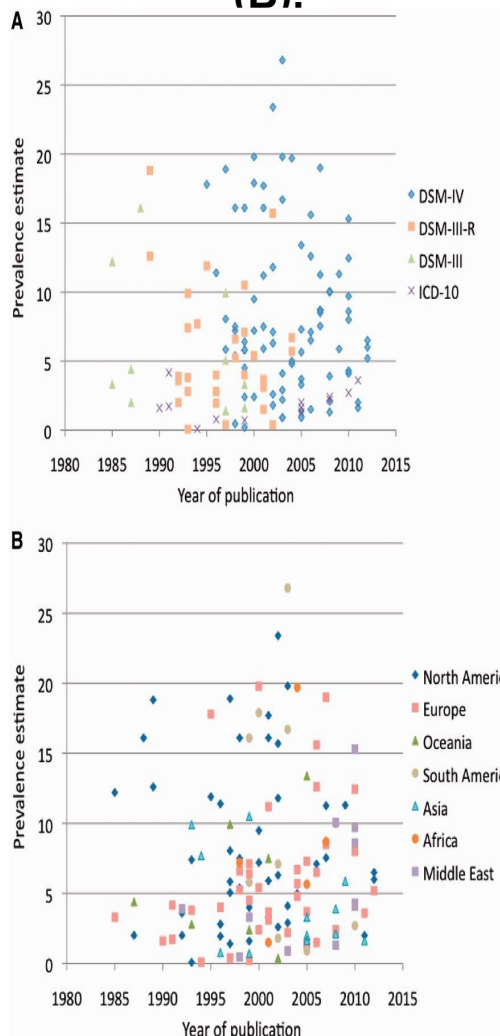 (B).
A
30
25
20
15
10
5
0
Prevalence estimate
1980 1985 1990 1995 2000 2005 2010 2015
Year of publication
DSM-IV
DSM-III-R
DSM-III
ICD-10
B
30
25
20
15
10
5
0
Prevalence estimate
1980 1985 1990 1995 2000 2005 2010 2015
Year of publication
North Ameri
Europe
Oceania
South Ameri
Asia
Africa
Middle East